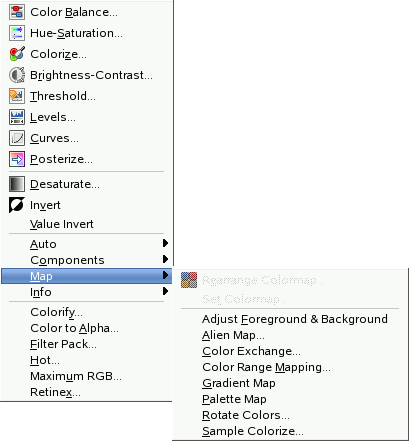 Color Balance...
Hue-Saturation...
Colorize...
Brightness-Contrast...
Threshold...
Levels...
Curves...
Posterize...
Desaturate...
Invert
Value Invert
Auto
Components
Map
Info
Colorify...
Color to Alpha...
Filter Pack...
Hot...
Maximum RGB...
Retinex...
Rearrange Colormap...
Set Colormap...
Adjust Foreground & Background
Alien Map...
Color Exchange...
Color Range Mapping...
Gradient Map
Palette Map
Rotate Colors...
Sample Colorize...